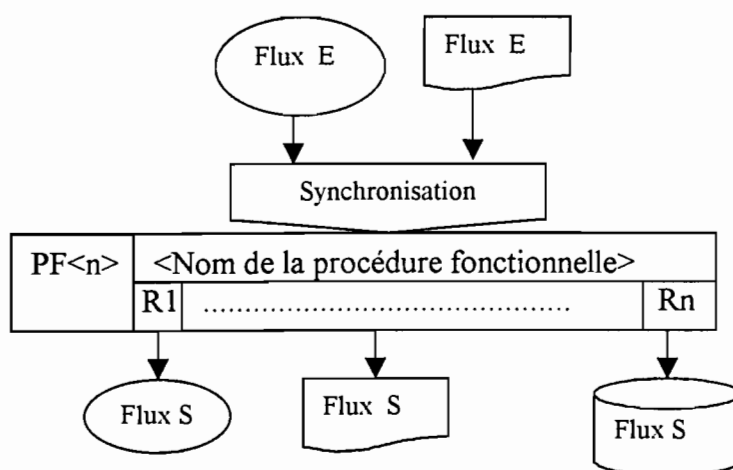 Flux E
Flux E
Synchronisation
PF<n>
<Nom de la procédure fonctionnelle>
R1
............................................
Rn
Flux S
Flux S
Flux S